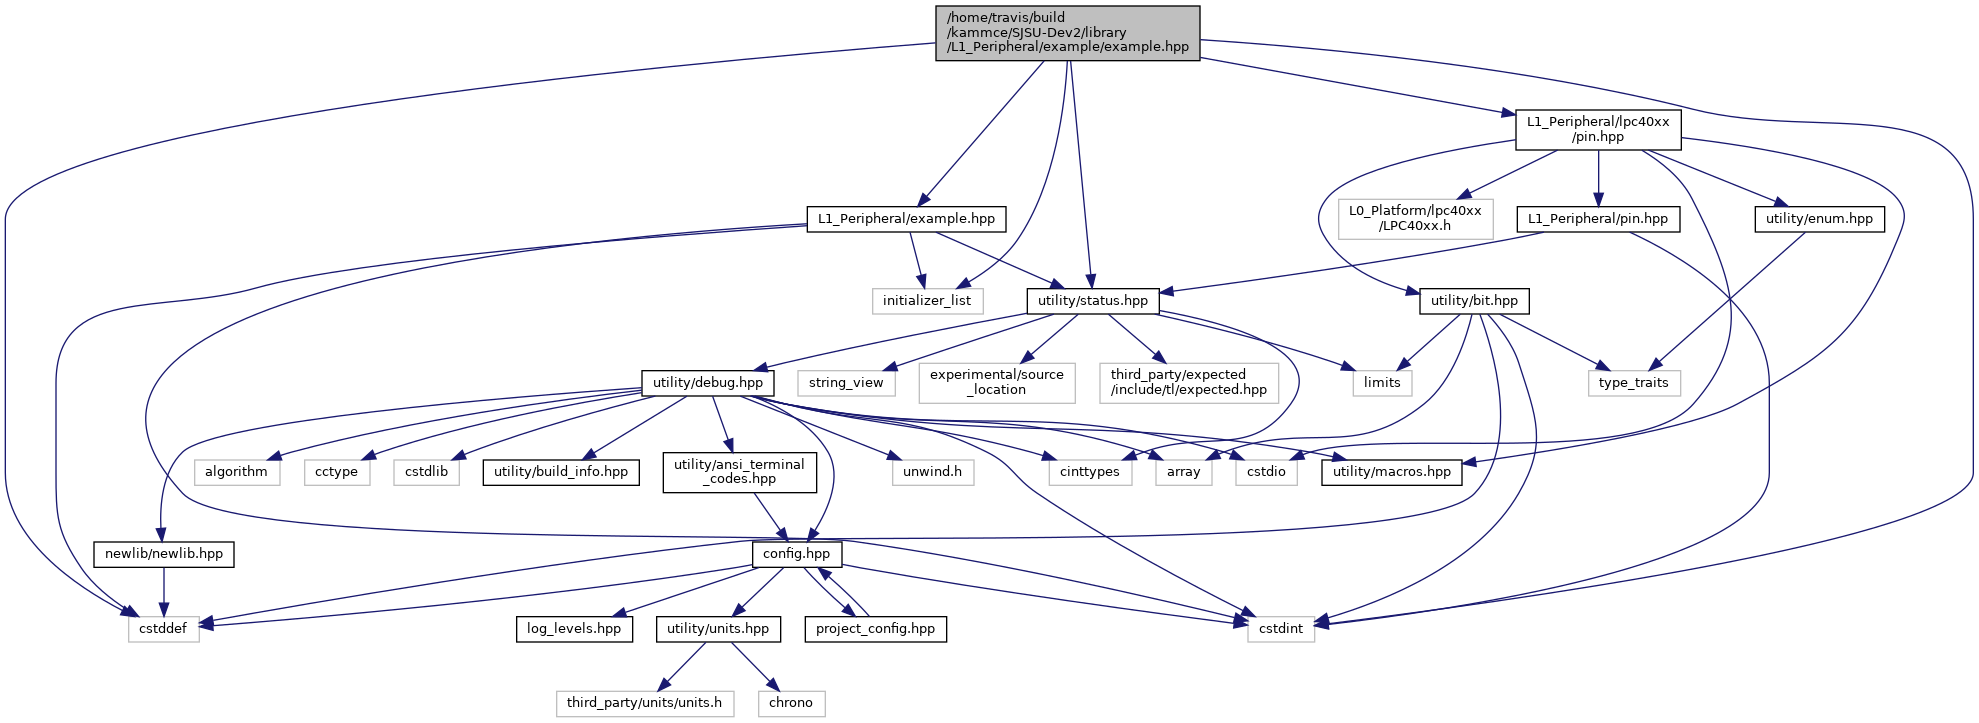 /home/travis/build
/kammce/SJSU-Dev2/library
/L1_Peripheral/example/example.hpp
L1_Peripheral/lpc40xx
/pin.hpp
L1_Peripheral/example.hpp
L0_Platform/lpc40xx
/LPC40xx.h
L1_Peripheral/pin.hpp
utility/enum.hpp
initializer_list
utility/status.hpp
utility/bit.hpp
utility/debug.hpp
string_view
experimental/source
_location
third_party/expected
/include/tl/expected.hpp
limits
type_traits
algorithm
cctype
cstdlib
utility/build_info.hpp
utility/ansi_terminal
_codes.hpp
unwind.h
cinttypes
array
cstdio
utility/macros.hpp
newlib/newlib.hpp
config.hpp
cstddef
log_levels.hpp
utility/units.hpp
project_config.hpp
cstdint
third_party/units/units.h
chrono